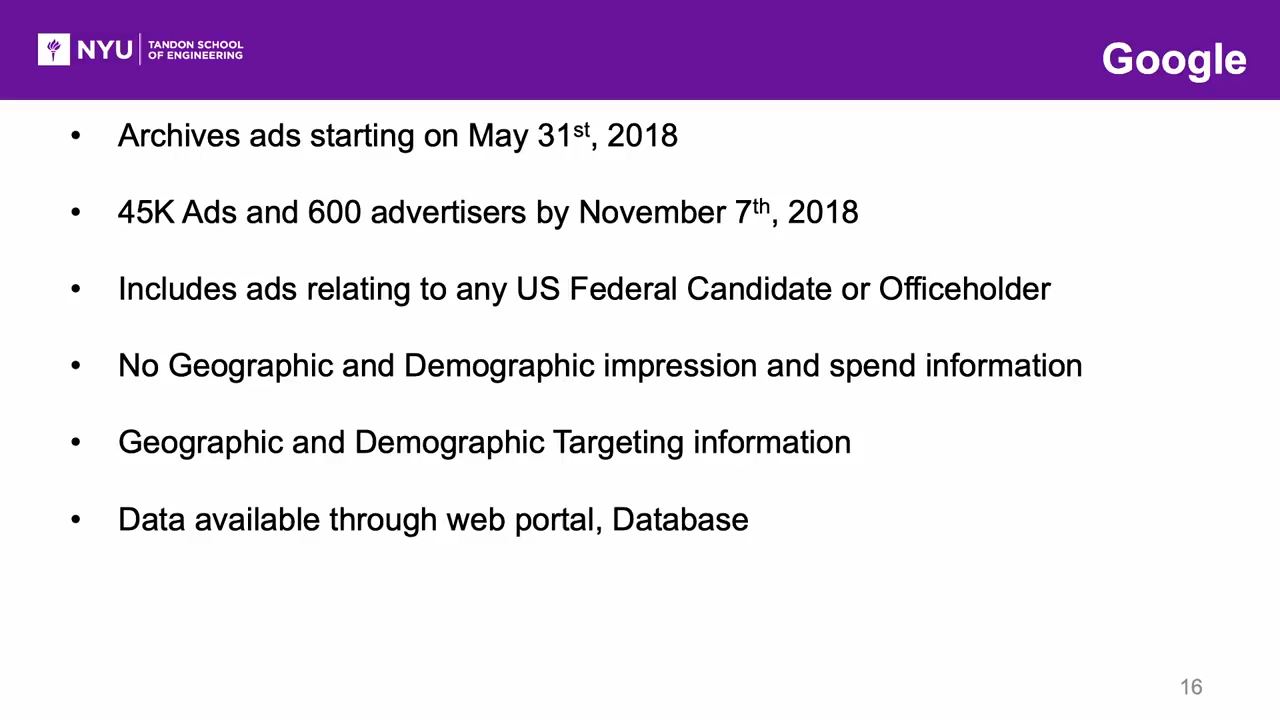 NYU
TANDON SCHOOL
OF ENGINEERING
Google
• Archives ads starting on May 31st, 2018
• 45K Ads and 600 advertisers by November 7th, 2018
• Includes ads relating to any US Federal Candidate or Officeholder
• No Geographic and Demographic impression and spend information
• Geographic and Demographic Targeting information
• Data available through web portal, Database
16